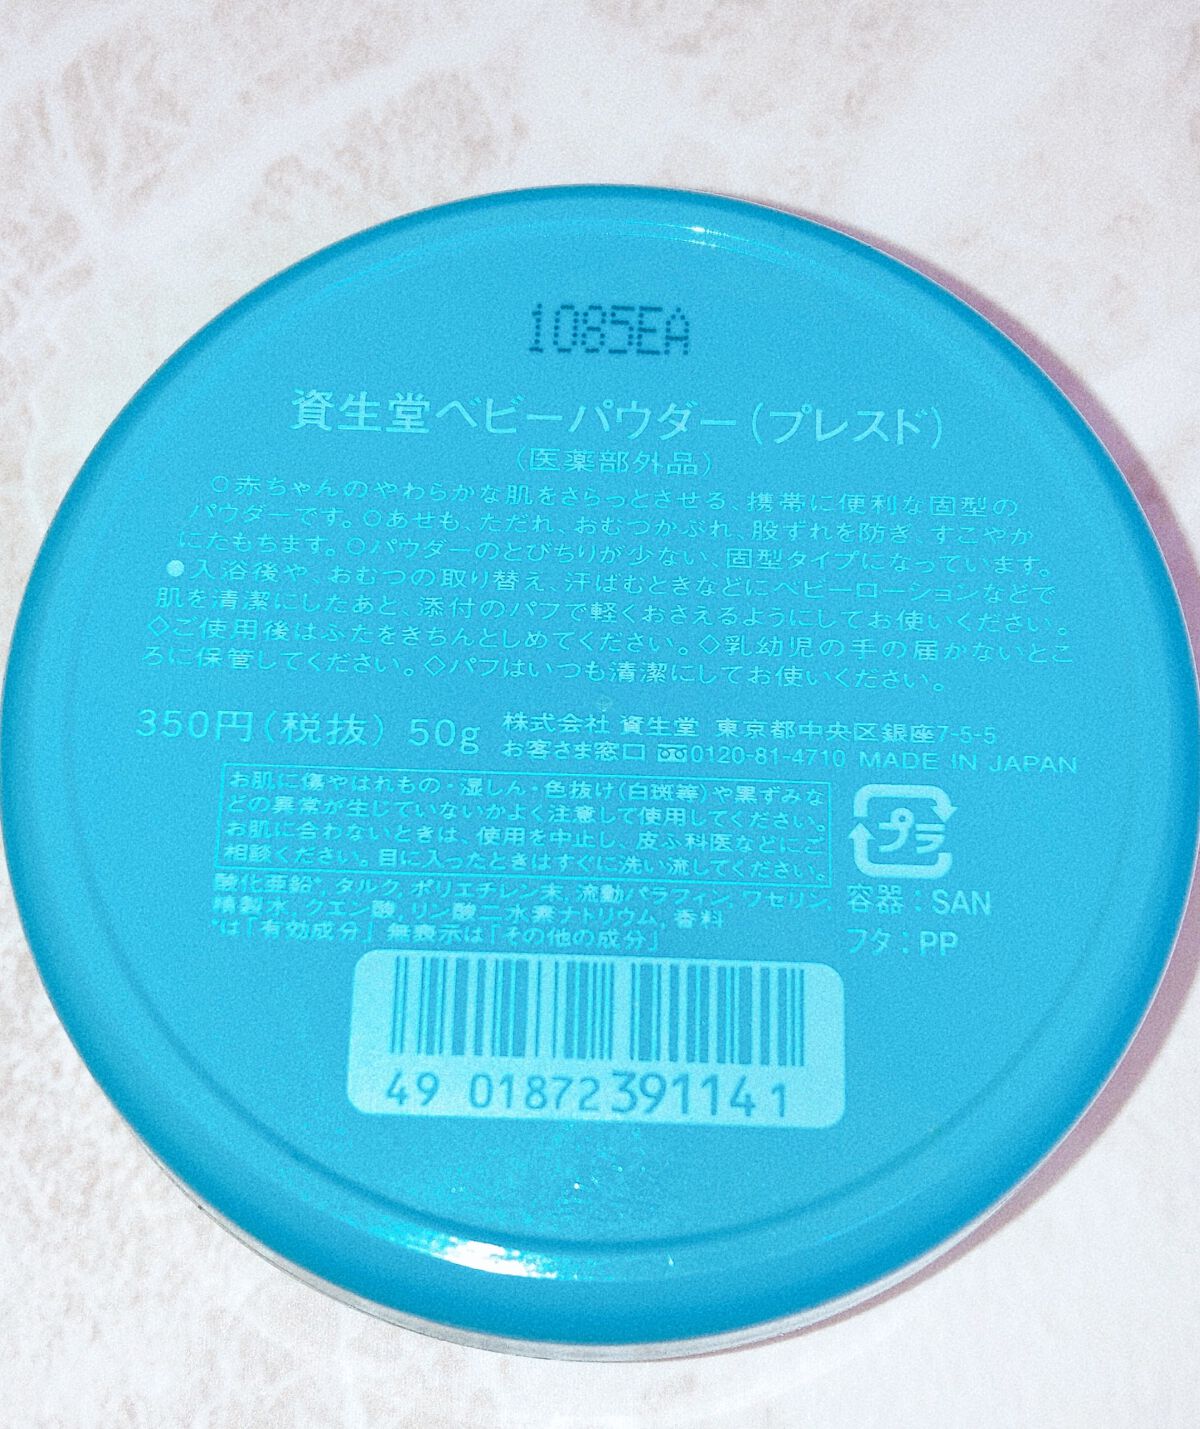 1085EA
資生堂ベビーパウダー(プレスド)
(医薬部外品)
○赤ちゃんのやわらかな肌をさらっとさせる、携帯に便利な固型の
パウダーです。○あせも、ただれ、おむつかぶれ、股ずれを防ぎ、すこやか
にたもちます。○パウダーのとびちりが少ない、固型タイプになっています。
●入浴後や、おむつの取り替え、汗ばむときなどにベビーローションなどで
肌を清潔にしたあと、添付のパフで軽くおさえるようにしてお使いください。
◇ご使用後はふたをきちんとしめてください。◇乳幼児の手の届かないとこ
ろに保管してください。◇パフはいつも清潔にしてお使いください。
350円(税抜) 50g
株式会社 資生堂 東京都中央区銀座7-5-5
お客さま窓口 0120-81-4710 MADE IN JAPAN
お肌に傷やはれもの・湿しん・色抜け(白斑等)や黒ずみな
どの異常が生じていないかよく注意して使用してください。
お肌に合わないときは、使用を中止し、皮ふ科医などにご
相談ください。目に入ったときはすぐに洗い流してください。
プラ
容器:SAN
フタ:PP
酸化亜鉛*, タルク, ポリエチレン末, 流動パラフィン, ワセリン,
精製水, クエン酸, リン酸二水素ナトリウム, 香料
*は「有効成分」 無表示は「その他の成分」
49 01872 39114 1